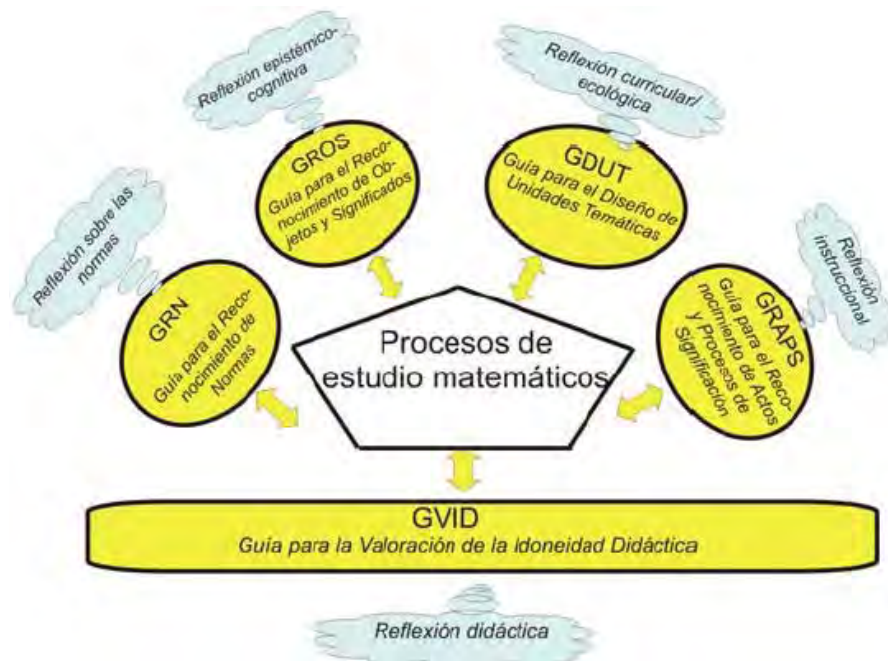 Reflexión epistémico-
cognitiva
Reflexión curricular/
ecológica
GROS
Guía para el Reco-
nocimiento de Ob-
jetos y Significados
GDUT
Guía para el Diseño de
Unidades Temáticas
Reflexión sobre las
normas
Reflexión
instruccional
GRN
Guía para el Reco-
nocimiento de
Normas
Procesos de
estudio matemáticos
GRAPS
Guía para el Reco-
nocimiento de Actos
y Procesos de
Significación
GVID
Guía para la Valoración de la Idoneidad Didáctica
Reflexión didáctica